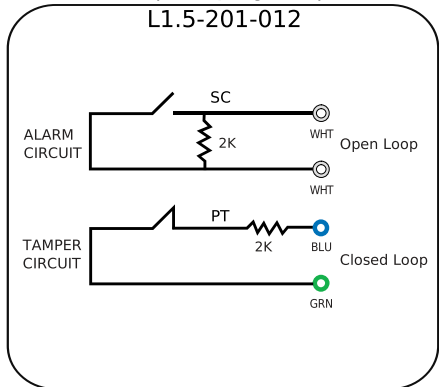 L1.5-201-012
SC
ALARM
CIRCUIT
2K
WHT
Open Loop
WHT
PT
TAMPER
CIRCUIT
2K
BLU
Closed Loop
GRN